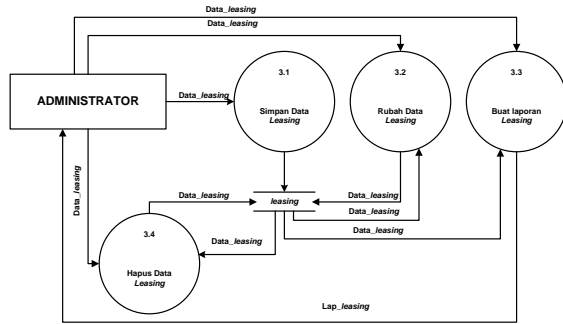 Data_leasing
Data_leasing
3.1
3.2
3.3
ADMINISTRATOR
Data_leasing
Simpan Data
Leasing
Rubah Data
Leasing
Buat laporan
Leasing
Data_leasing
Data_leasing
leasing
Data_leasing
Data_leasing
Data_leasing
Data_leasing
3.4
Hapus Data
Leasing
Lap_leasing